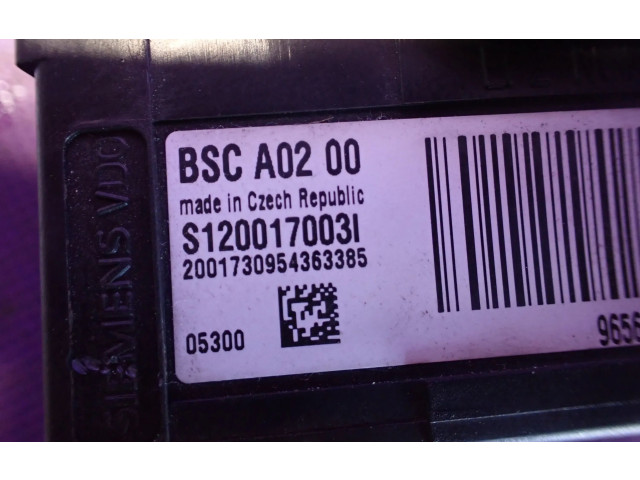 SIEMENS VDO
BSC A02 00
made in Czech Republic
S120017003I
2001730954363385
05300
9656